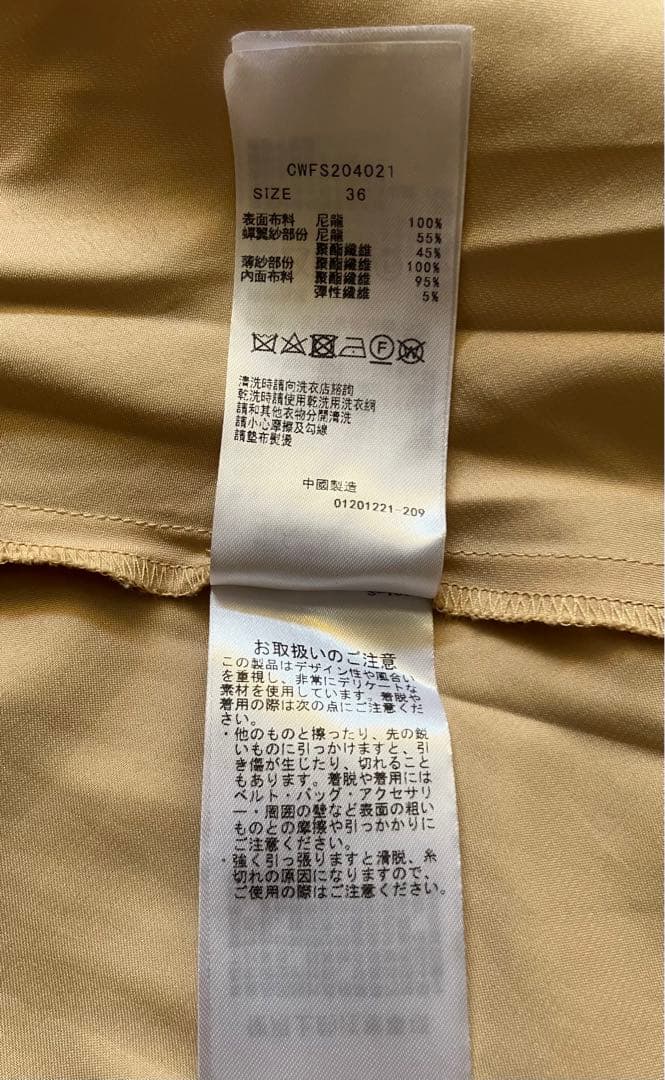 CWFS204021
SIZE 36
表面布料 尼龍 100%
蟬翼紗部份 尼龍 55%
聚酯纖維 45%
薄紗部份 聚酯纖維 100%
內面布料 聚酯纖維 95%
彈性纖維 5%
F W
清洗時請向洗衣店諮詢
乾洗時請使用乾洗用洗衣網
請和其他衣物分開清洗
請小心摩擦及勾線
請墊布熨燙
中國製造
01201221-209
お取扱いのご注意
この製品はデザイン性や風合い
を重視し、非常にデリケートな
素材を使用しています。着脱や
着用の際は次の点にご注意くだ
さい。
・他のものと擦ったり、先の鋭
いものに引っかけますと、引
き傷が生じたり、切れること
もあります。着脱や着用には
ベルト・バッグ・アクセサリ
ー・周囲の壁など表面の粗い
ものとの摩擦や引っかかりに
ご注意ください。
・強く引っ張りますと滑脱、糸
切れの原因になりますので、
ご使用の際はご注意ください。